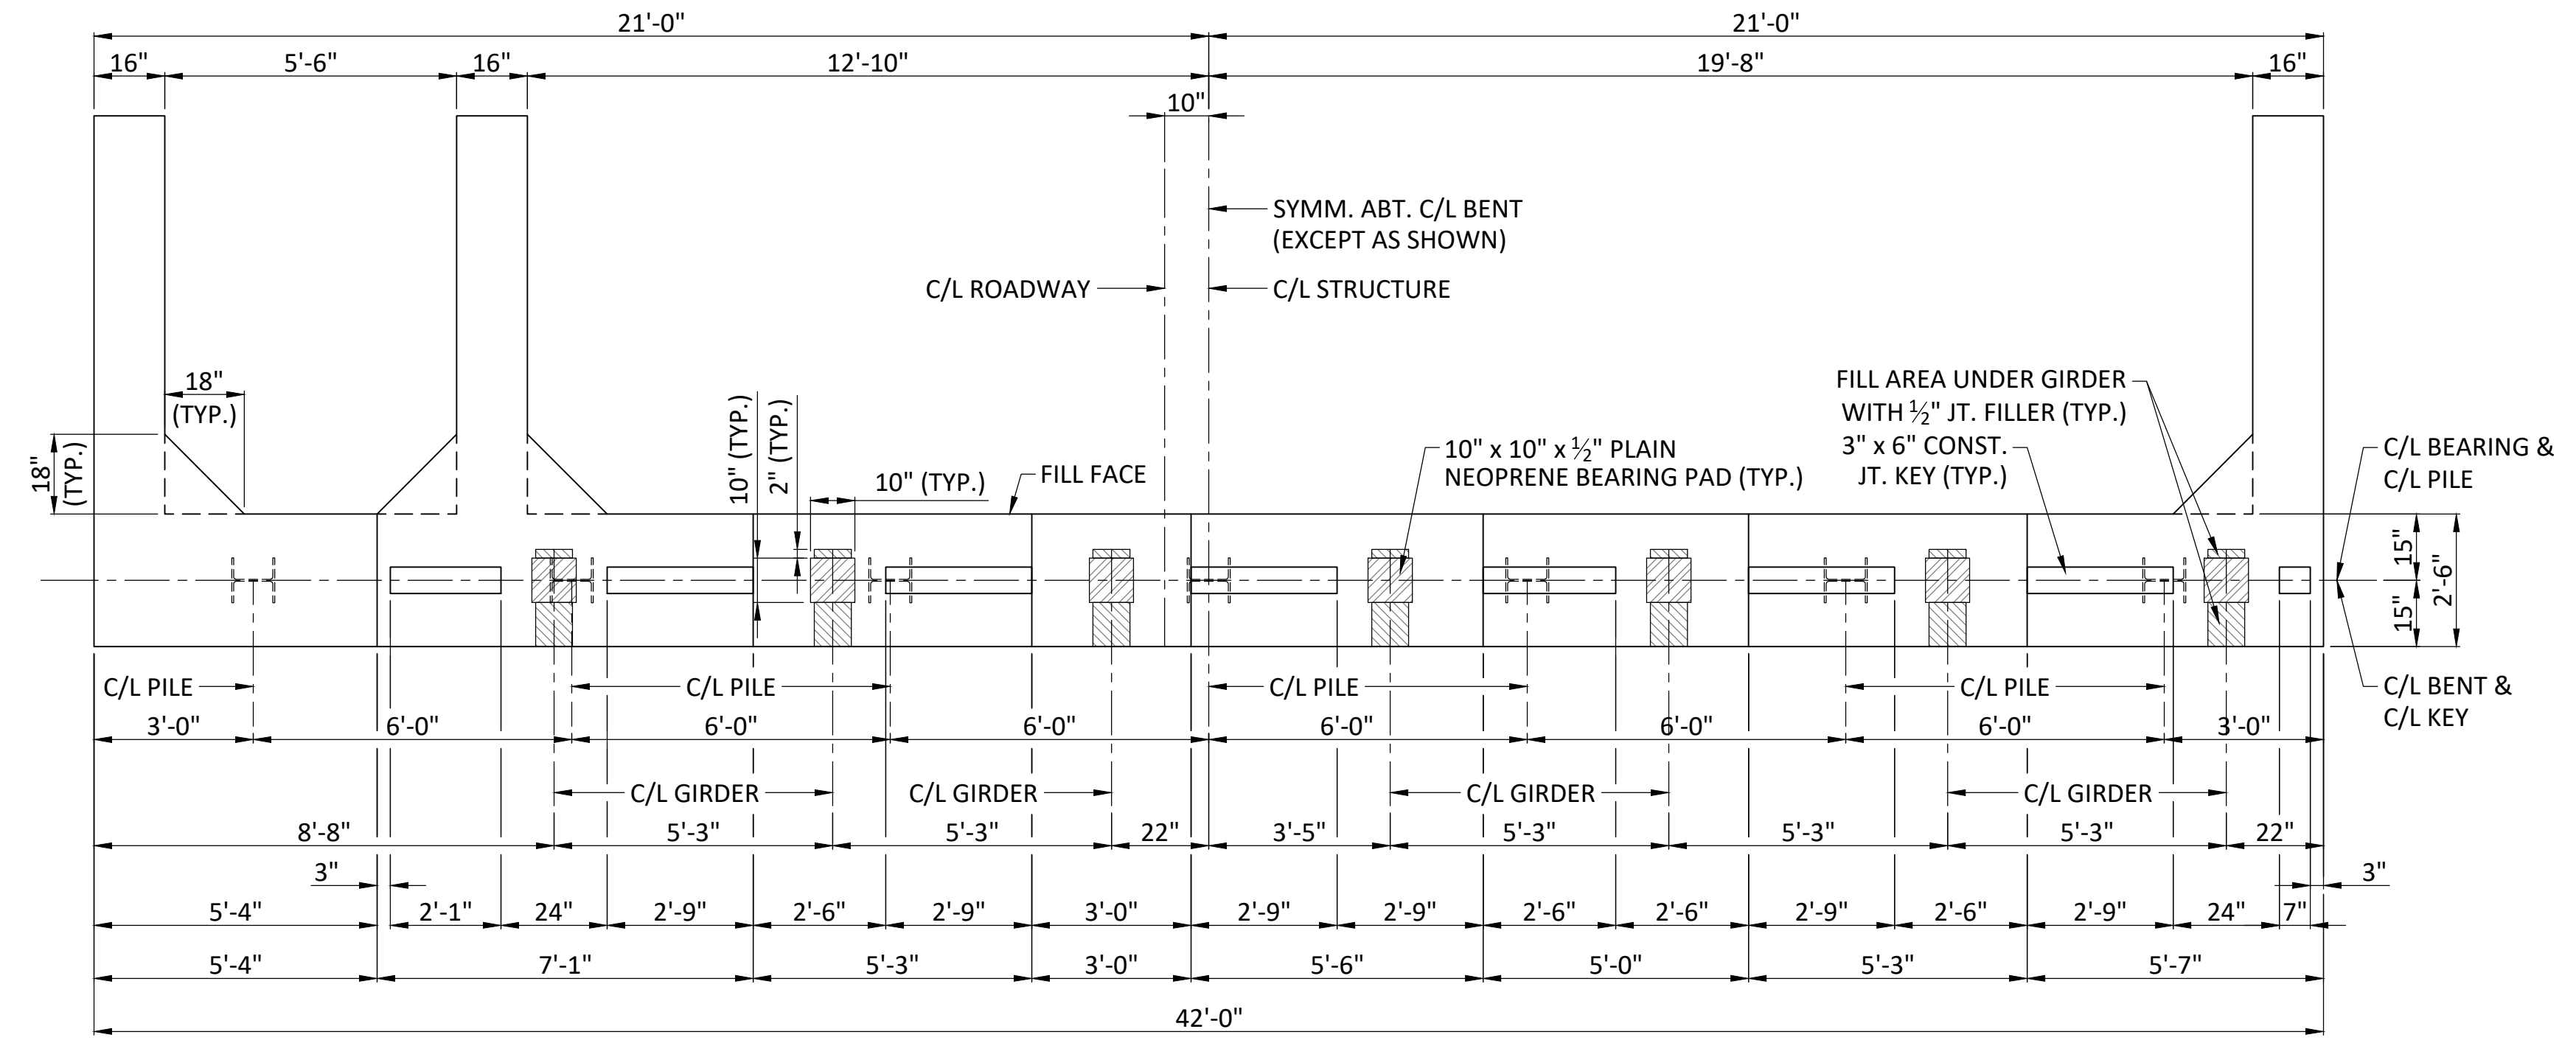 21'-0"
21'-0"
16"
5'-6"
16"
12'-10"
19'-8"
16"
10"
SYMM. ABT. C/L BENT
(EXCEPT AS SHOWN)
C/L ROADWAY
C/L STRUCTURE
18"
(TYP.)
18"
(TYP.)
10" (TYP.)
2" (TYP.)
10" (TYP.)
FILL FACE
10" x 10" x ½" PLAIN
NEOPRENE BEARING PAD (TYP.)
FILL AREA UNDER GIRDER
WITH ½" JT. FILLER (TYP.)
3" x 6" CONST.
JT. KEY (TYP.)
C/L BEARING &
C/L PILE
15"
15"
2'-6"
C/L BENT &
C/L KEY
C/L PILE
C/L PILE
C/L PILE
C/L PILE
3'-0"
6'-0"
6'-0"
6'-0"
6'-0"
6'-0"
6'-0"
3'-0"
C/L GIRDER
C/L GIRDER
C/L GIRDER
C/L GIRDER
8'-8"
5'-3"
5'-3"
22"
3'-5"
5'-3"
5'-3"
5'-3"
22"
3"
3"
5'-4"
2'-1"
24"
2'-9"
2'-6"
2'-9"
3'-0"
2'-9"
2'-9"
2'-6"
2'-6"
2'-9"
2'-6"
2'-9"
24"
7"
5'-4"
7'-1"
5'-3"
3'-0"
5'-6"
5'-0"
5'-3"
5'-7"
42'-0"